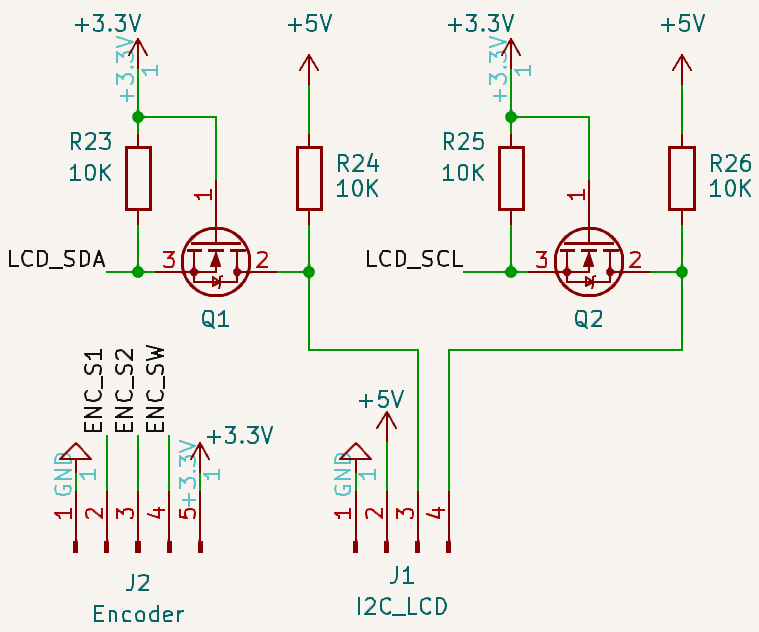 +3.3V
+5V
+3.3V
+5V
+3.3V
1
+3.3V
1
R23
10K
1
R24
10K
R25
10K
1
R26
10K
LCD_SDA
3
2
LCD_SCL
3
2
Q1
Q2
ENC_S1
ENC_S2
ENC_SW
+3.3V
+3.3V
1
+5V
GND
1
GND
1
1
2
3
4
5
1
2
3
4
J2
Encoder
J1
I2C_LCD